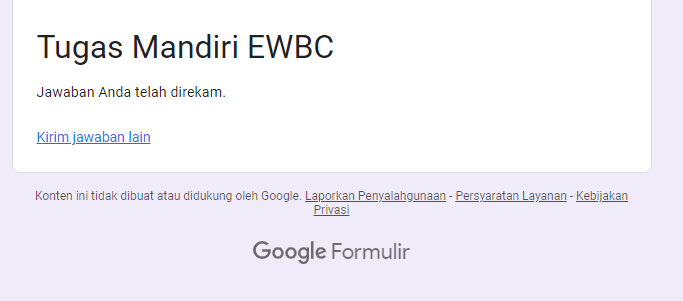 Tugas Mandiri EWBC
Jawaban Anda telah direkam.
Kirim jawaban lain
Konten ini tidak dibuat atau didukung oleh Google. Laporkan Penyalahgunaan - Persyaratan Layanan - Kebijakan
Privasi
Google Formulir